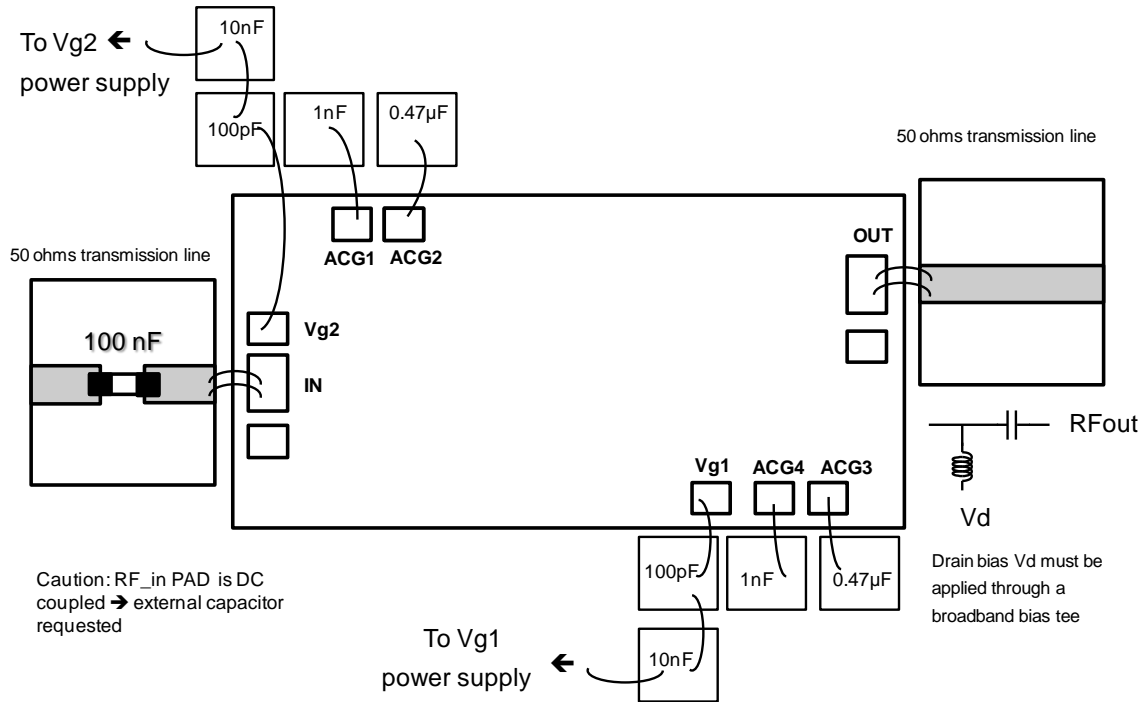 To Vg2 🡸
power supply
10nF
100pF
1nF
0.47µF
50 ohms transmission line
ACG1
ACG2
OUT
50 ohms transmission line
100 nF
Vg2
IN
RFout
Vd
Vg1
ACG4
ACG3
Caution: RF_in PAD is DC
coupled ➔ external capacitor
requested
100pF
1nF
0.47µF
Drain bias Vd must be
applied through a
broadband bias tee
To Vg1 🡸
power supply
10nF